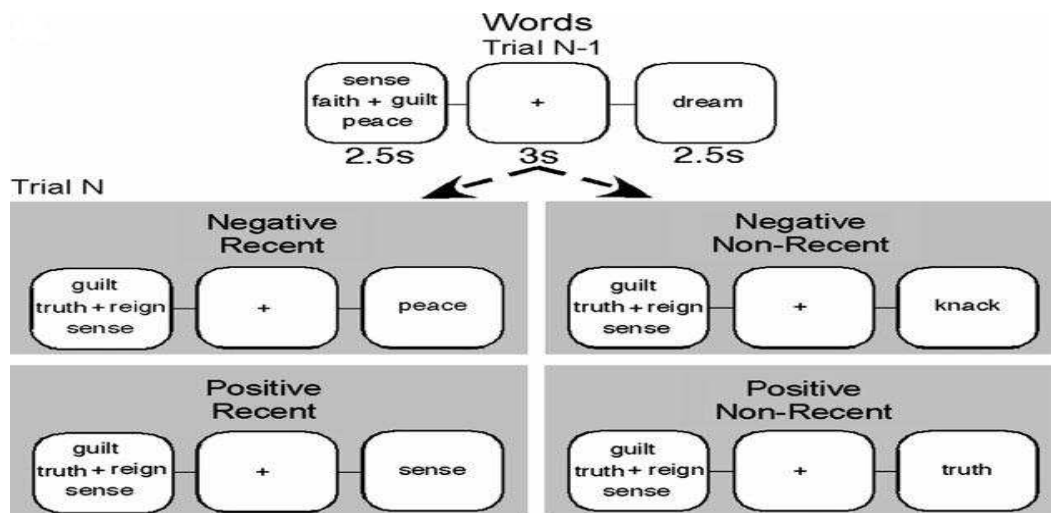 Words
Trial N-1
sense
faith + guilt
peace
+
dream
2.5s
3s
2.5s
Trial N
Negative
Recent
guilt
truth + reign
sense
+
peace
Negative
Non-Recent
guilt
truth + reign
sense
+
knack
Positive
Recent
guilt
truth + reign
sense
+
sense
Positive
Non-Recent
guilt
truth + reign
sense
+
truth